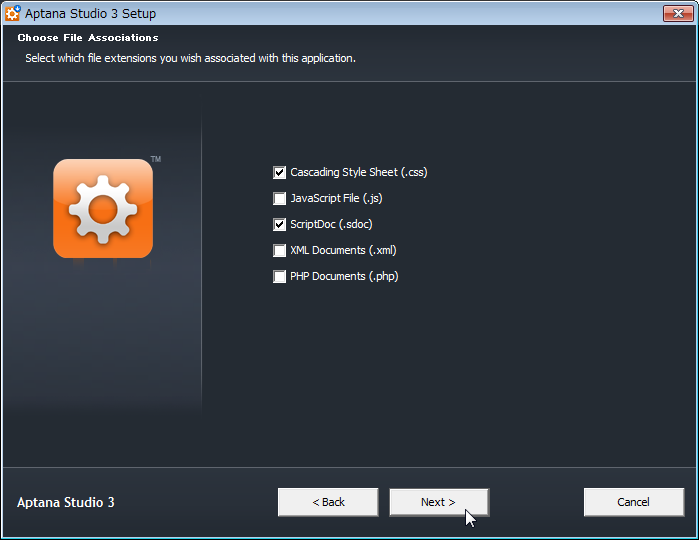 Aptana Studio 3 Setup
Choose File Associations
Select which file extensions you wish associated with this application.
TM
Cascading Style Sheet (.css)
JavaScript File (.js)
ScriptDoc (.sdoc)
XML Documents (.xml)
PHP Documents (.php)
Aptana Studio 3
< Back
Next >
Cancel